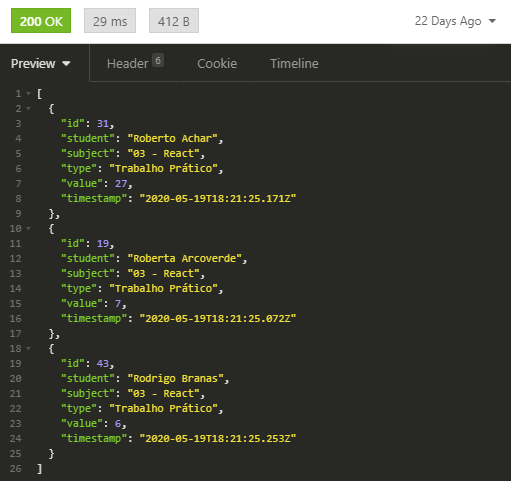 200 OK 29 ms 412 B 22 Days Ago
Preview Header 6 Cookie Timeline
1 [
2 {
3 "id": 31,
4 "student": "Roberto Achar",
5 "subject": "03 - React",
6 "type": "Trabalho Prático",
7 "value": 27,
8 "timestamp": "2020-05-19T18:21:25.171Z"
9 },
10 {
11 "id": 19,
12 "student": "Roberta Arcoverde",
13 "subject": "03 - React",
14 "type": "Trabalho Prático",
15 "value": 7,
16 "timestamp": "2020-05-19T18:21:25.072Z"
17 },
18 {
19 "id": 43,
20 "student": "Rodrigo Branas",
21 "subject": "03 - React",
22 "type": "Trabalho Prático",
23 "value": 6,
24 "timestamp": "2020-05-19T18:21:25.253Z"
25 }
26 ]